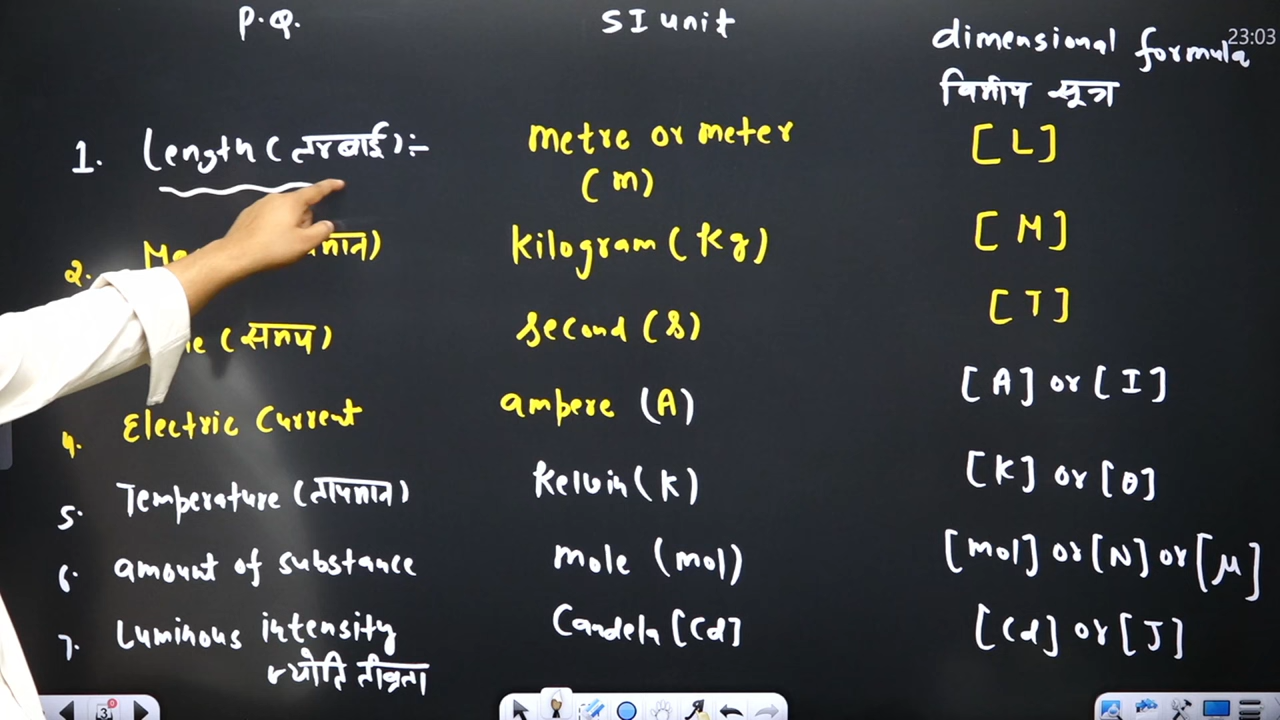 P.Q. SI unit dimensional formula
23:03
विमीय सूत्र
1. Length (लम्बाई) :- metre or meter [L]
(m)
2. Kilogram (Kg) [M]
(समय) Second (s) [T]
4. Electric Current ampere (A) [A] or [I]
5. Temperature (तापमान) Kelvin (K) [K] or [θ]
6. amount of substance mole (mol) [mol] or [N] or [μ]
7. Luminous intensity Candela [Cd] [Cd] or [J]
ज्योति तीव्रता
3